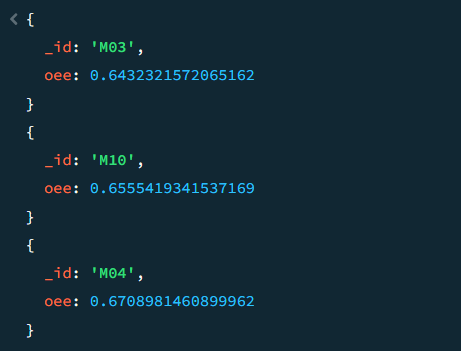 < {
_id: 'M03',
oee: 0.6432321572065162
}
{
_id: 'M10',
oee: 0.6555419341537169
}
{
_id: 'M04',
oee: 0.6708981460899962
}